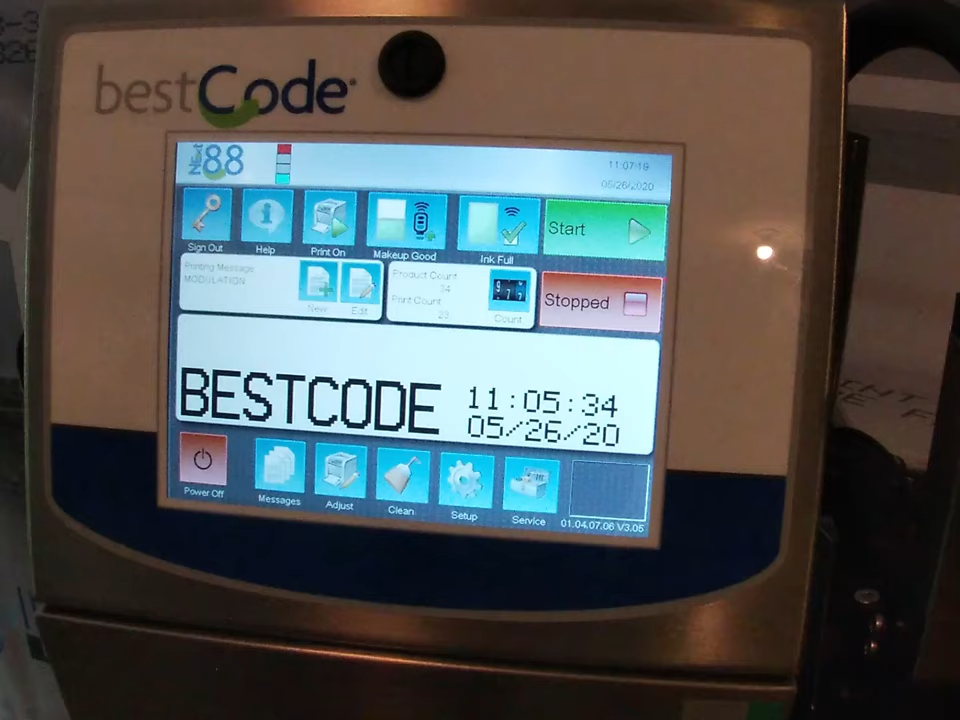 bestCode
NExt 88
11:07:19
05/26/2020
Sign Out
Help
Print On
Makeup Good
Ink Full
Start
Printing Message
MODULATION
New
Edit
Product Count
34
Print Count
23
Count
Stopped
BESTCODE
11:05:34
05/26/20
Power Off
Messages
Adjust
Clean
Setup
Service
01.04.07.06 V3.05